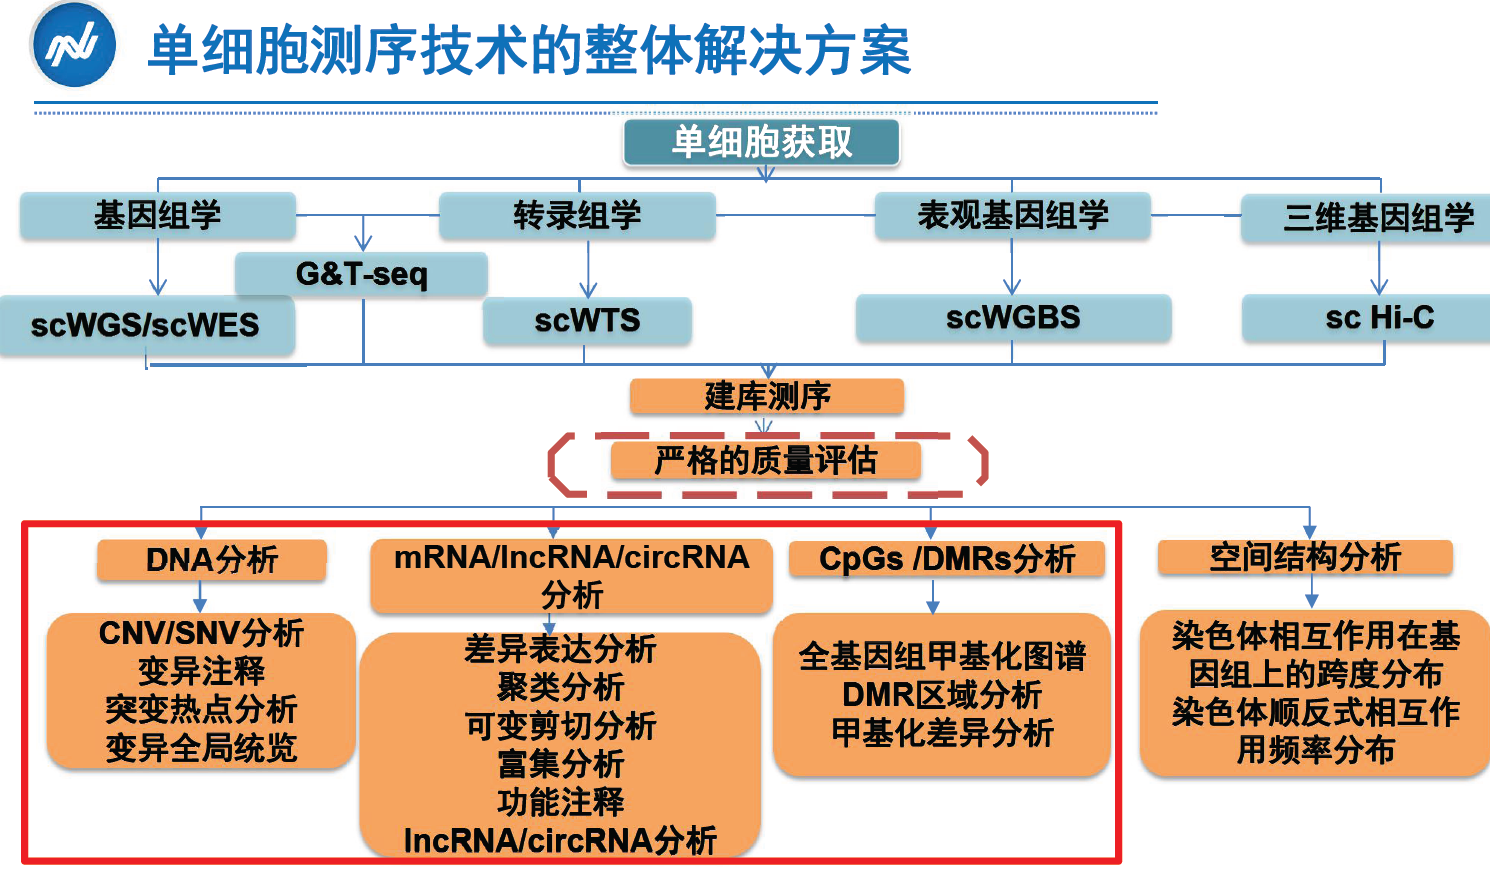 单细胞测序技术的整体解决方案
单细胞获取
基因组学
转录组学
表观基因组学
三维基因组学
G&T-seq
scWGS/scWES
scWTS
scWGBS
sc Hi-C
建库测序
严格的质量评估
DNA分析
mRNA/lncRNA/circRNA
分析
CpGs /DMRs分析
空间结构分析
CNV/SNV分析
变异注释
突变热点分析
变异全局统览
差异表达分析
聚类分析
可变剪切分析
富集分析
功能注释
lncRNA/circRNA分析
全基因组甲基化图谱
DMR区域分析
甲基化差异分析
染色体相互作用在基
因组上的跨度分布
染色体顺反式相互作
用频率分布